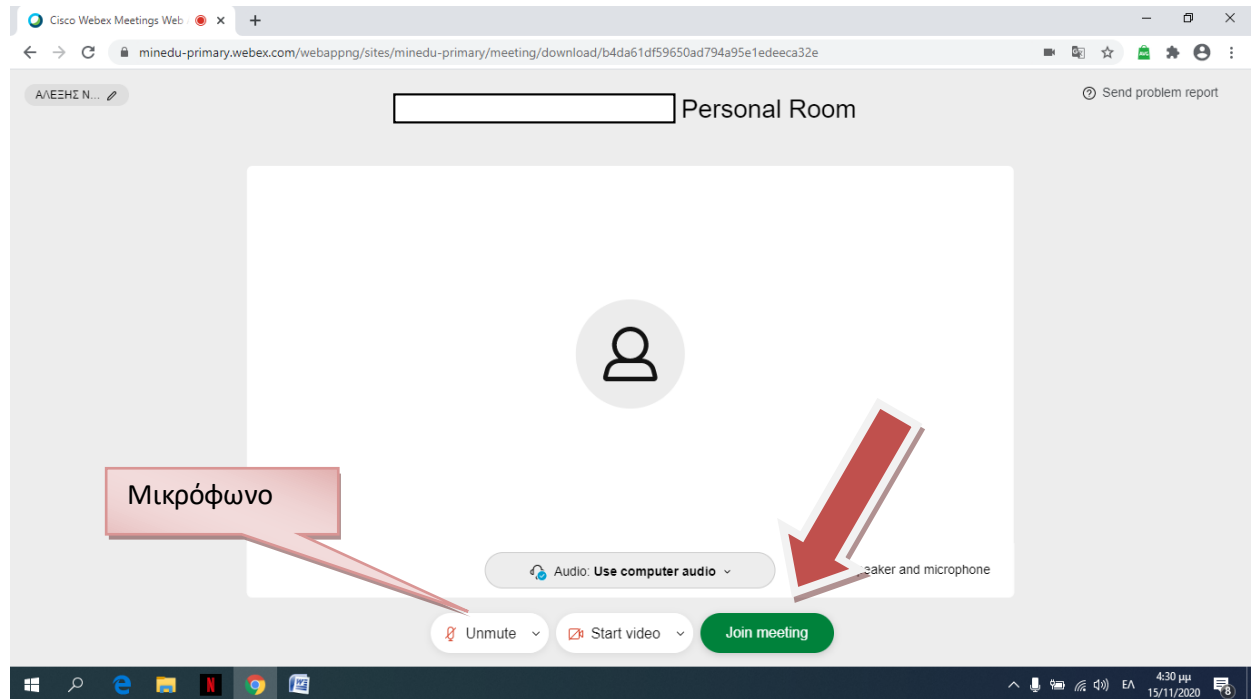 Cisco Webex Meetings Web
minedu-primary.webex.com/webappng/sites/minedu-primary/meeting/download/b4da61df59650ad794a95e1edeeca32e
ΑΛΕΞΗΣ Ν...
Personal Room
Send problem report
Μικρόφωνο
Audio: Use computer audio
and microphone
Unmute
Start video
Join meeting
ΕΛ
4:30 μμ
15/11/2020
8